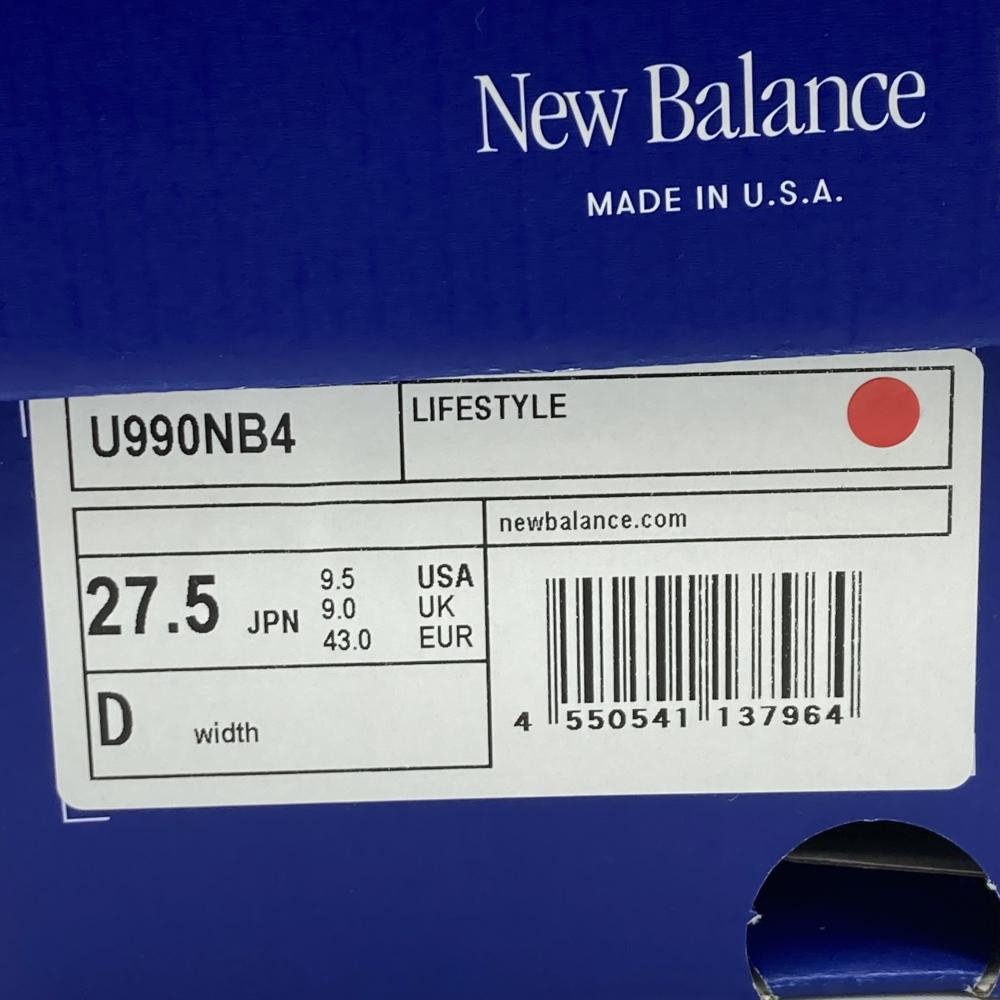 New Balance
MADE IN U.S.A.
U990NB4
LIFESTYLE
newbalance.com
27.5 JPN
9.5 USA
9.0 UK
43.0 EUR
D width
4 550541 137964